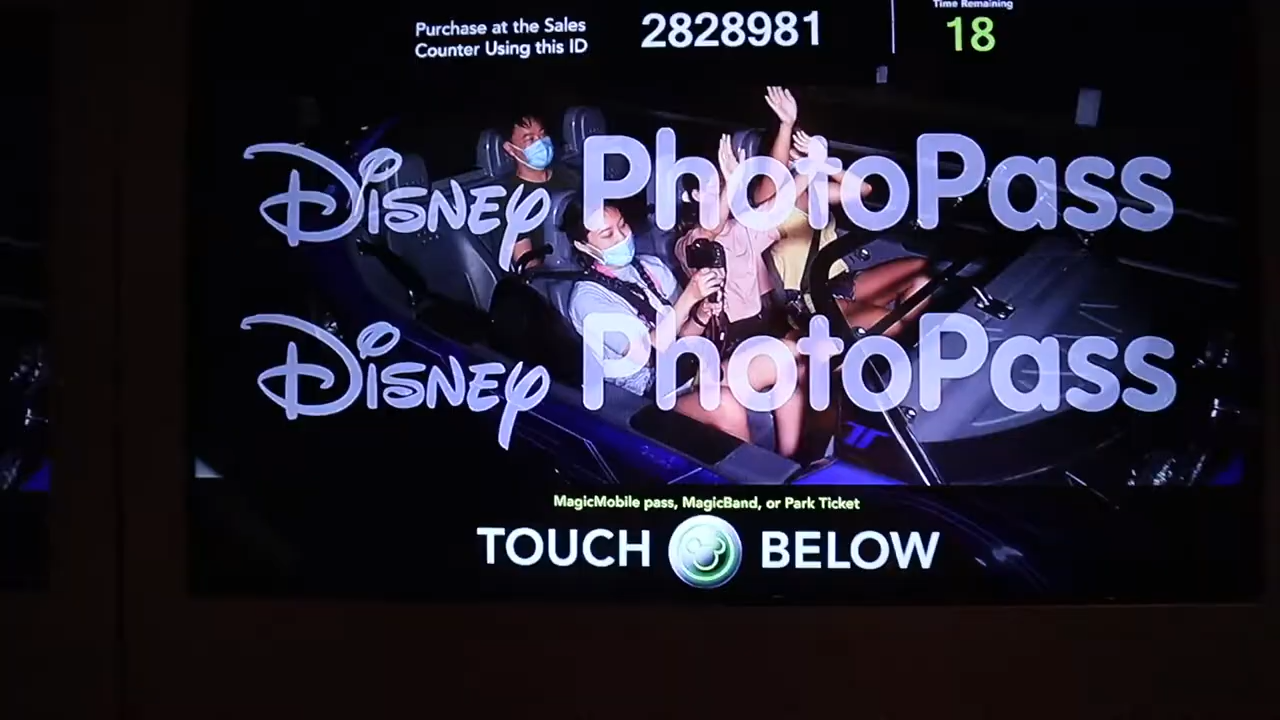 Time Remaining
Purchase at the Sales
Counter Using this ID
2828981
18
DISNEY PhotoPass
DISNEY PhotoPass
MagicMobile pass, MagicBand, or Park Ticket
TOUCH BELOW